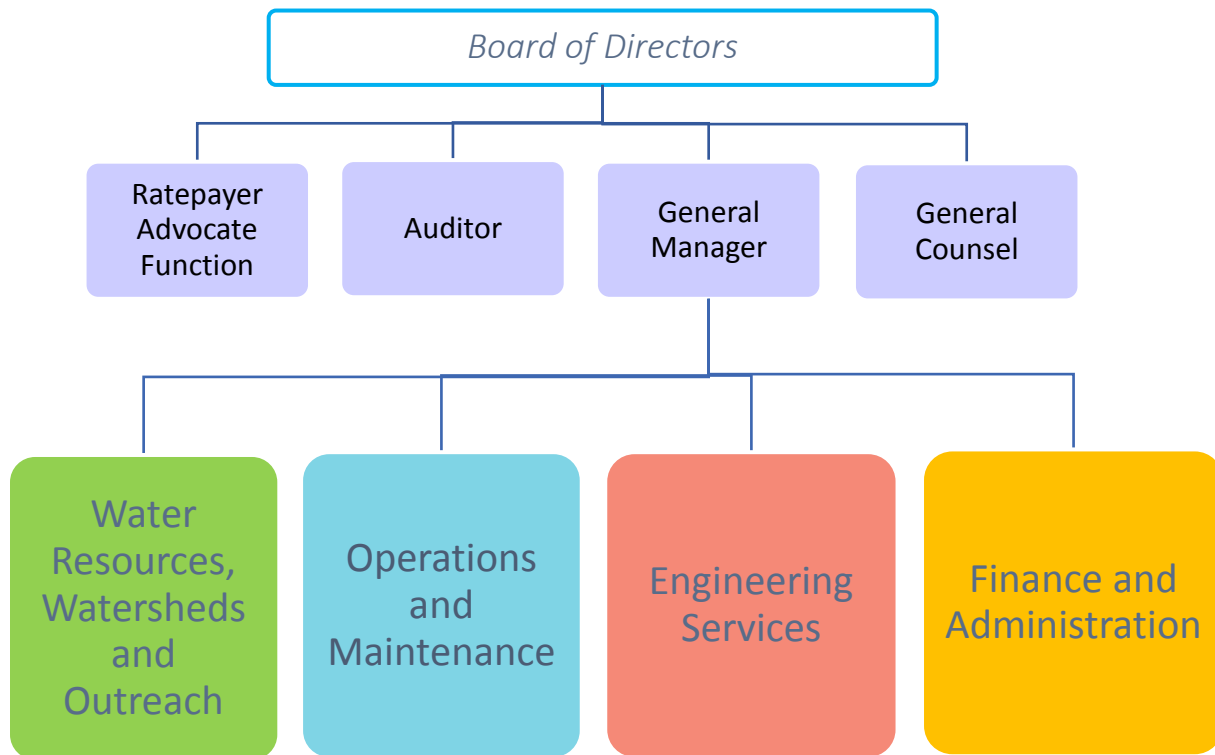 Board of Directors
Ratepayer
Advocate
Function
Auditor
General
Manager
General
Counsel
Water
Resources,
Watersheds
and
Outreach
Operations
and
Maintenance
Engineering
Services
Finance and
Administration